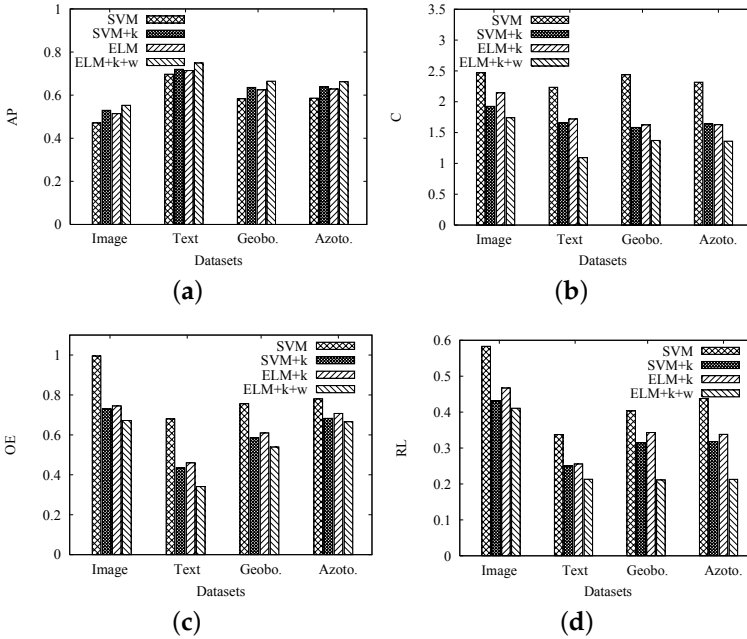 SVM
SVM+k
ELM
ELM+k+w
1
0.8
0.6
0.4
0.2
0
AP
Image Text Geobo. Azoto.
Datasets
(a)
SVM
SVM+k
ELM+k
ELM+k+w
3.5
3
2.5
2
1.5
1
0.5
0
C
Image Text Geobo. Azoto.
Datasets
(b)
SVM
SVM+k
ELM+k
ELM+k+w
1
0.8
0.6
0.4
0.2
0
OE
Image Text Geobo. Azoto.
Datasets
(c)
SVM
SVM+k
ELM+k
ELM+k+w
0.6
0.5
0.4
0.3
0.2
0.1
0
RL
Image Text Geobo. Azoto.
Datasets
(d)